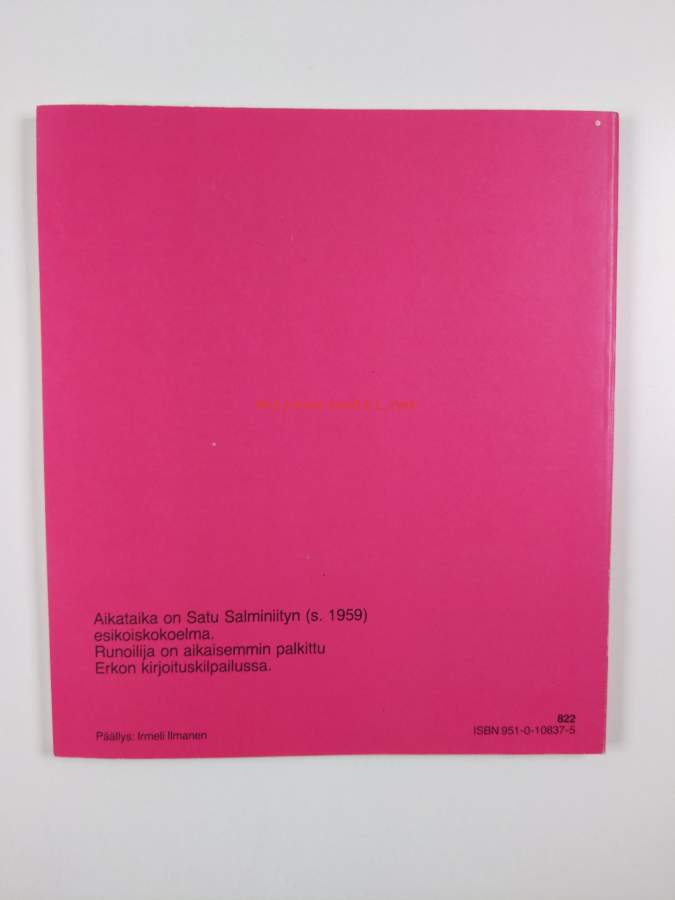 Aikataika on Satu Salminiityn (s. 1959)
esikoiskokoelma.
Runoilija on aikaisemmin palkittu
Erkon kirjoituskilpailussa.
822
Päällys: Irmeli Ilmanen
ISBN 951-0-10837-5